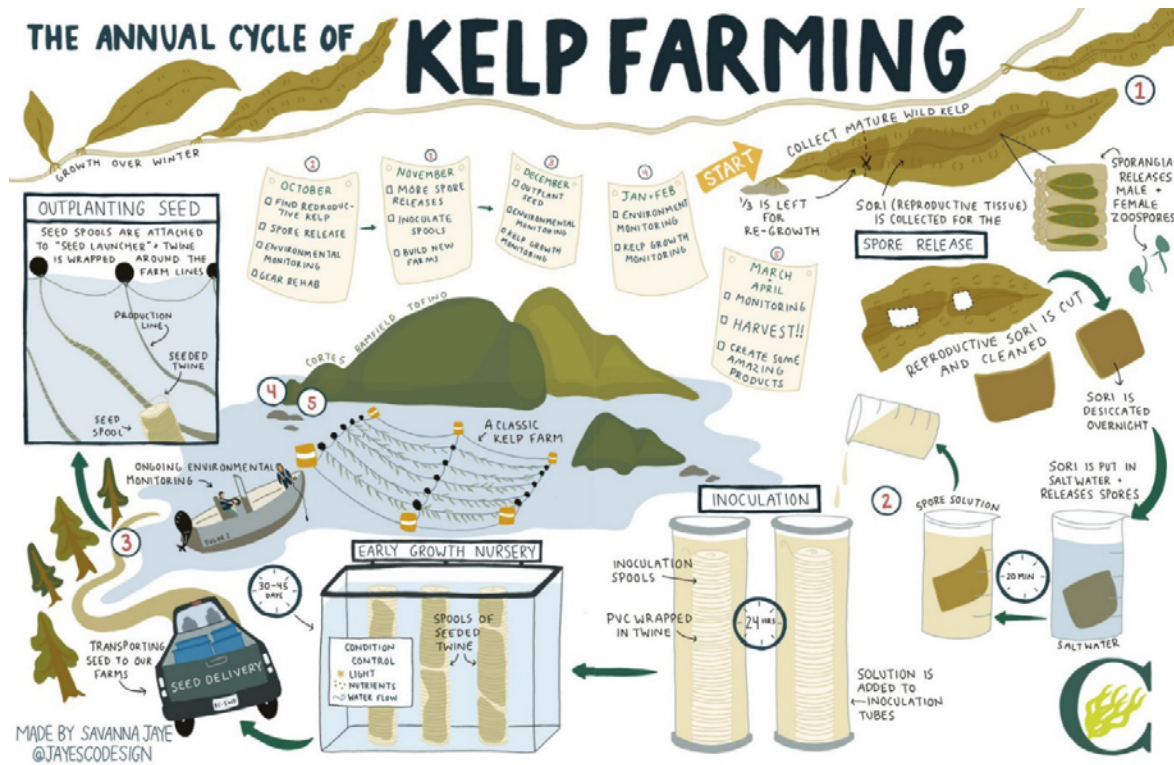 THE ANNUAL CYCLE OF
KELP FARMING
GROWTH OVER WINTER
START
COLLECT MATURE WILD KELP
1
1/3 IS LEFT
FOR
RE-GROWTH
SORI (REPRODUCTIVE TISSUE)
IS COLLECTED FOR THE
SPORE RELEASE
SPORANGIA
RELEASES
MALE +
FEMALE
ZOOSPORES
REPRODUCTIVE SORI IS CUT
AND CLEANED
SORI IS
DESICCATED
OVERNIGHT
SORI IS PUT IN
SALTWATER +
RELEASES SPORES
SALTWATER
20 MIN
SPORE SOLUTION
1
OCTOBER
FIND REPRODUC-
TIVE KELP
SPORE RELEASE
ENVIRONMENTAL
MONITORING
GEAR REHAB
2
NOVEMBER
MORE SPORE
RELEASES
INOCULATE
SPOOLS
BUILD NEW
FARMS
3
DECEMBER
OUTPLANT
SEED
ENVIRONMENTAL
MONITORING
KELP GROWTH
MONITORING
4
JAN + FEB
ENVIRONMENT
MONITORING
KELP GROWTH
MONITORING
5
MARCH
+
APRIL
MONITORING
HARVEST!!
CREATE SOME
AMAZING
PRODUCTS
2
INOCULATION
INOCULATION
SPOOLS
PVC WRAPPED
IN TWINE
24 HRS
SOLUTION IS
ADDED TO
INOCULATION
TUBES
EARLY GROWTH NURSERY
30-45
DAYS
CONDITION
CONTROL
LIGHT
NUTRIENTS
WATER FLOW
SPOOLS OF
SEEDED
TWINE
TRANSPORTING
SEED TO OUR
FARMS
SEED DELIVERY
3
OUTPLANTING SEED
SEED SPOOLS ARE
ATTACHED TO "SEED LAUNCHER" + TWINE
IS WRAPPED AROUND THE
FARM LINES
PRODUCTION
LINE
SEEDED
TWINE
SEED
SPOOL
CORTES BAMFIELD TOFINO
4
5
A CLASSIC
KELP FARM
ONGOING ENVIRONMENTAL
MONITORING
MADE BY SAVANNA JAYE
@JAYESCODESIGN
C